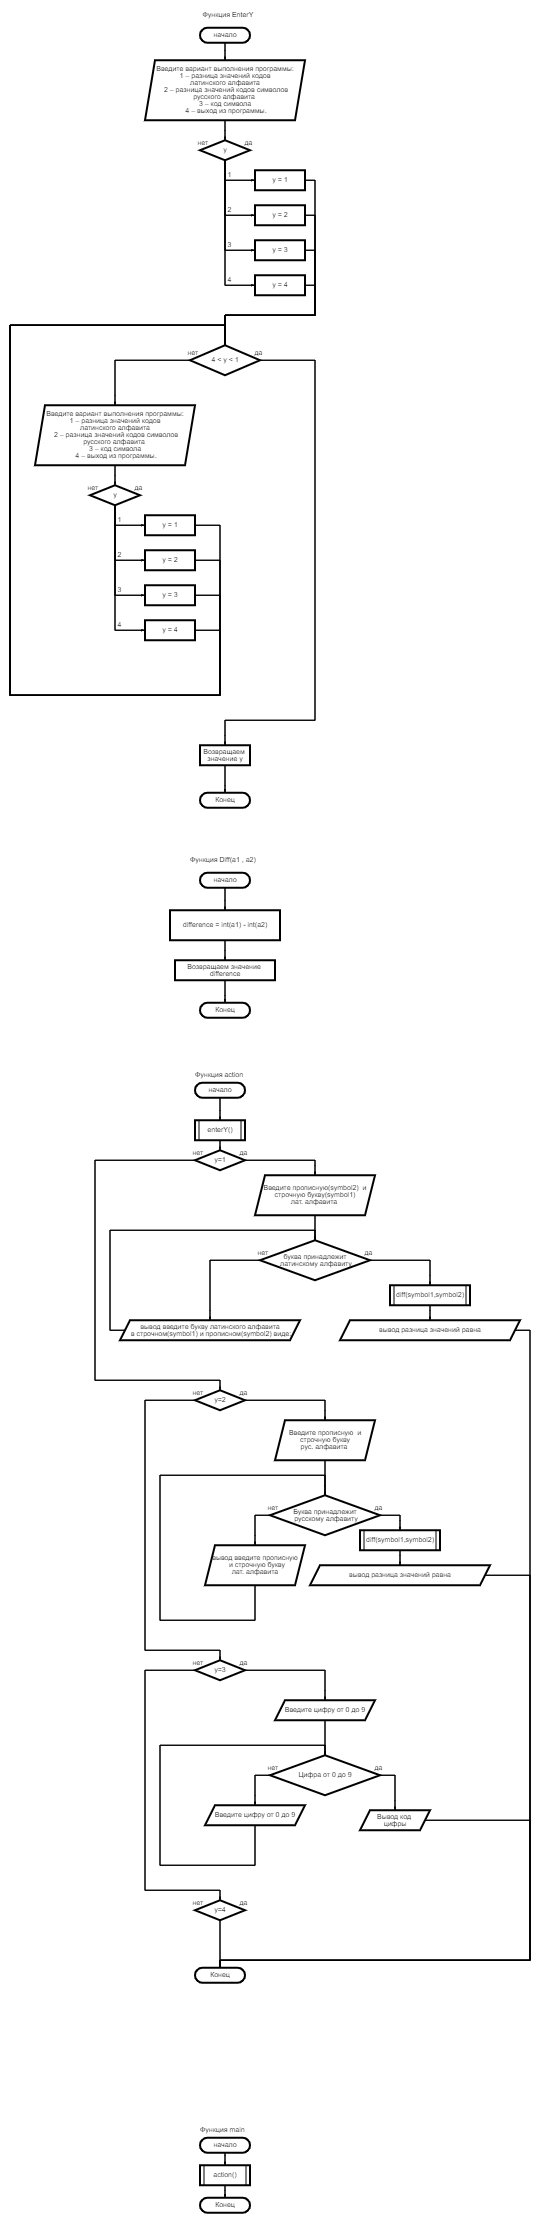 Функция EnterY
начало
Введите вариант выполнения программы:
1 – разница значений кодов
латинского алфавита
2 – разница значений кодов символов
русского алфавита
3 – код символа
4 – выход из программы.
нет
да
y
1
y = 1
2
y = 2
3
y = 3
4
y = 4
нет
да
4 < y < 1
Введите вариант выполнения программы:
1 – разница значений кодов
латинского алфавита
2 – разница значений кодов символов
русского алфавита
3 – код символа
4 – выход из программы.
нет
да
y
1
y = 1
2
y = 2
3
y = 3
4
y = 4
Возвращаем
значение y
Конец
Функция Diff(a1 , a2)
начало
difference = int(a1) - int(a2)
Возвращаем значение
difference
Конец
Функция action
начало
enterY()
нет
да
y=1
Введите прописную(symbol2) и
строчную букву(symbol1)
лат. алфавита
нет
да
буква принадлежит
латинскому алфавиту
diff(symbol1,symbol2)
вывод введите букву латинского алфавита
в строчном(symbol1) и прописном(symbol2) виде.
вывод разница значений равна
нет
да
y=2
Введите прописную и
строчную букву
рус. алфавита
нет
да
Буква принадлежит
русскому алфавиту
diff(symbol1,symbol2)
вывод введите прописную
и строчную букву
лат. алфавита
вывод разница значений равна
нет
да
y=3
Введите цифру от 0 до 9
нет
да
Цифра от 0 до 9
Введите цифру от 0 до 9
Вывод код
цифры
нет
да
y=4
Конец
Функция main
начало
action()
Конец